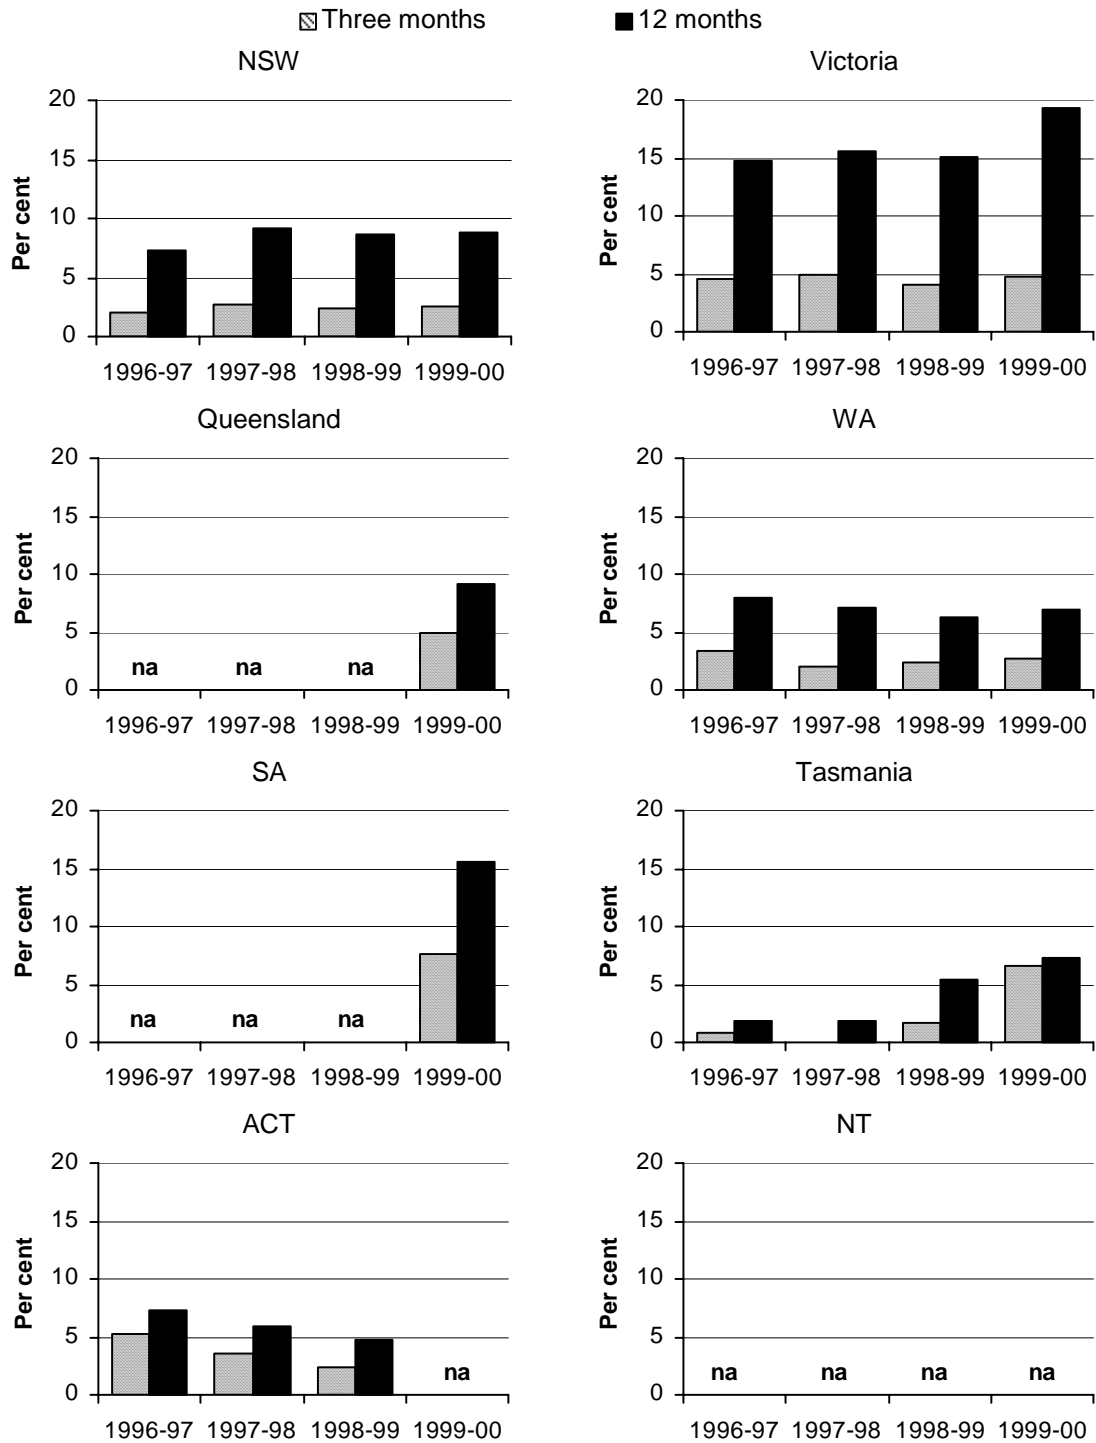 Three months 12 months
NSW Victoria
20 20
15 15
10 10
5 5
0 0
Per cent Per cent
1996-97 1997-98 1998-99 1999-00 1996-97 1997-98 1998-99 1999-00
Queensland WA
20 20
15 15
10 10
5 5
na na na
0 0
Per cent Per cent
1996-97 1997-98 1998-99 1999-00 1996-97 1997-98 1998-99 1999-00
SA Tasmania
20 20
15 15
10 10
5 5
na na na
0 0
Per cent Per cent
1996-97 1997-98 1998-99 1999-00 1996-97 1997-98 1998-99 1999-00
ACT NT
20 20
15 15
10 10
5 5
na na na na na
0 0
Per cent Per cent
1996-97 1997-98 1998-99 1999-00 1996-97 1997-98 1998-99 1999-00